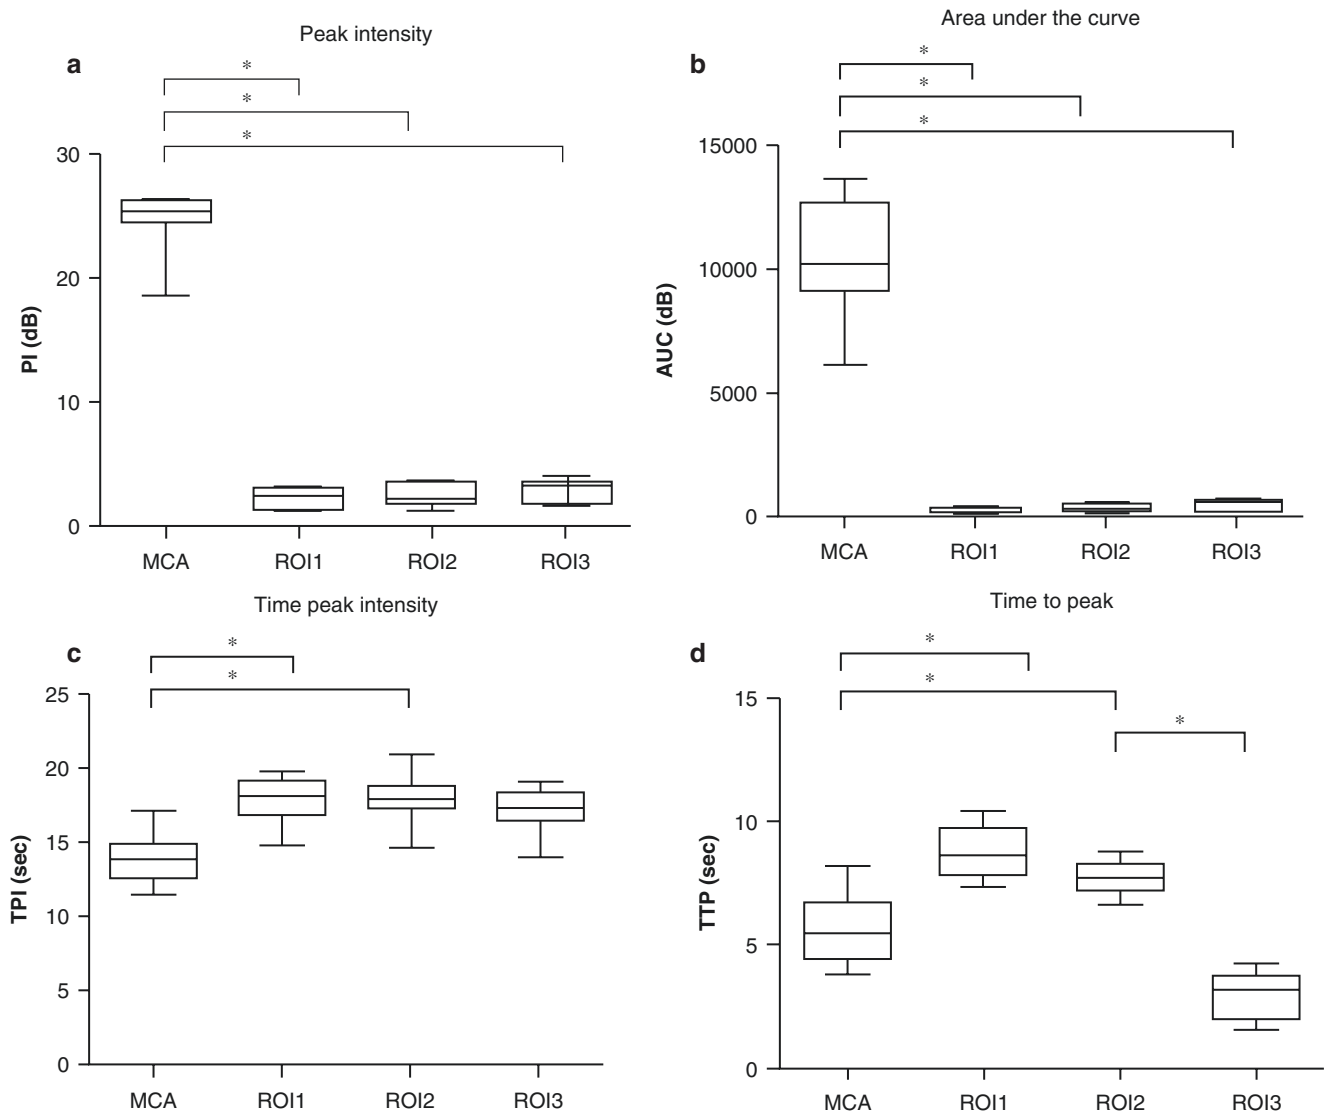 Peak intensity
a
*
*
*
30
20
10
0
PI (dB)
MCA ROI1 ROI2 ROI3
Area under the curve
b
*
*
*
15000
10000
5000
0
AUC (dB)
MCA ROI1 ROI2 ROI3
Time peak intensity
c
*
*
25
20
15
10
5
0
TPI (sec)
MCA ROI1 ROI2 ROI3
Time to peak
d
*
*
*
15
10
5
0
TTP (sec)
MCA ROI1 ROI2 ROI3